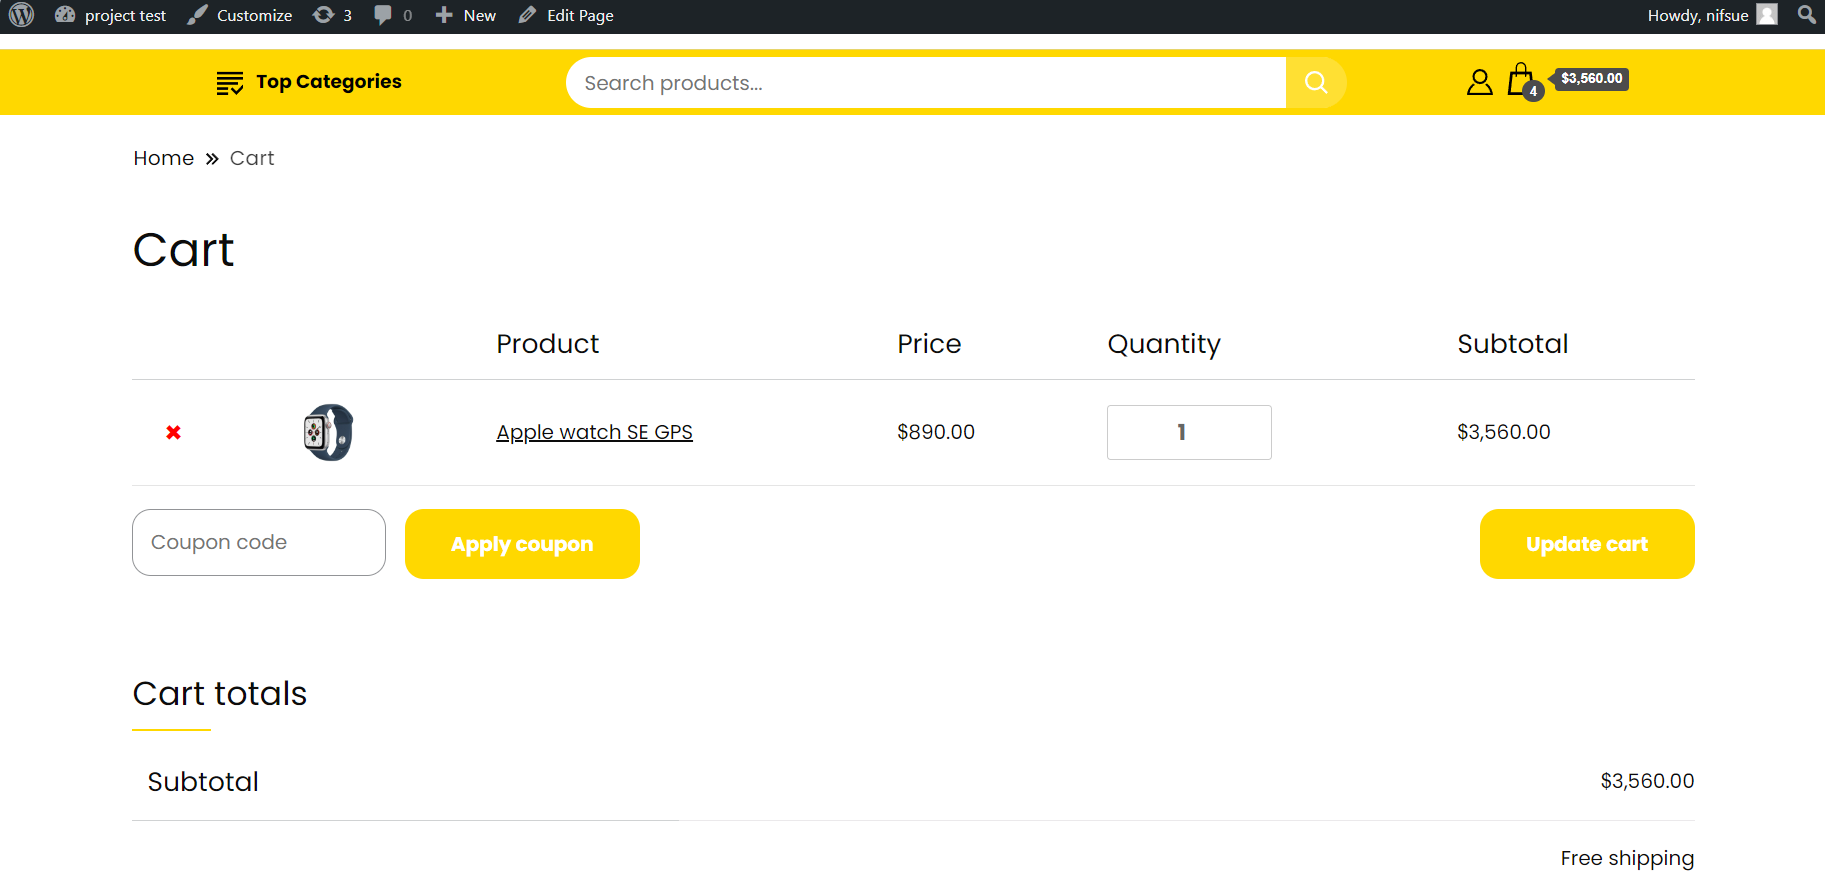 project test Customize 3 0 New Edit Page Howdy, nifsue
Top Categories Search products... 4 $3,560.00
Home » Cart
Cart
Product Price Quantity Subtotal
Apple watch SE GPS $890.00 1 $3,560.00
Coupon code Apply coupon Update cart
Cart totals
Subtotal $3,560.00
Free shipping